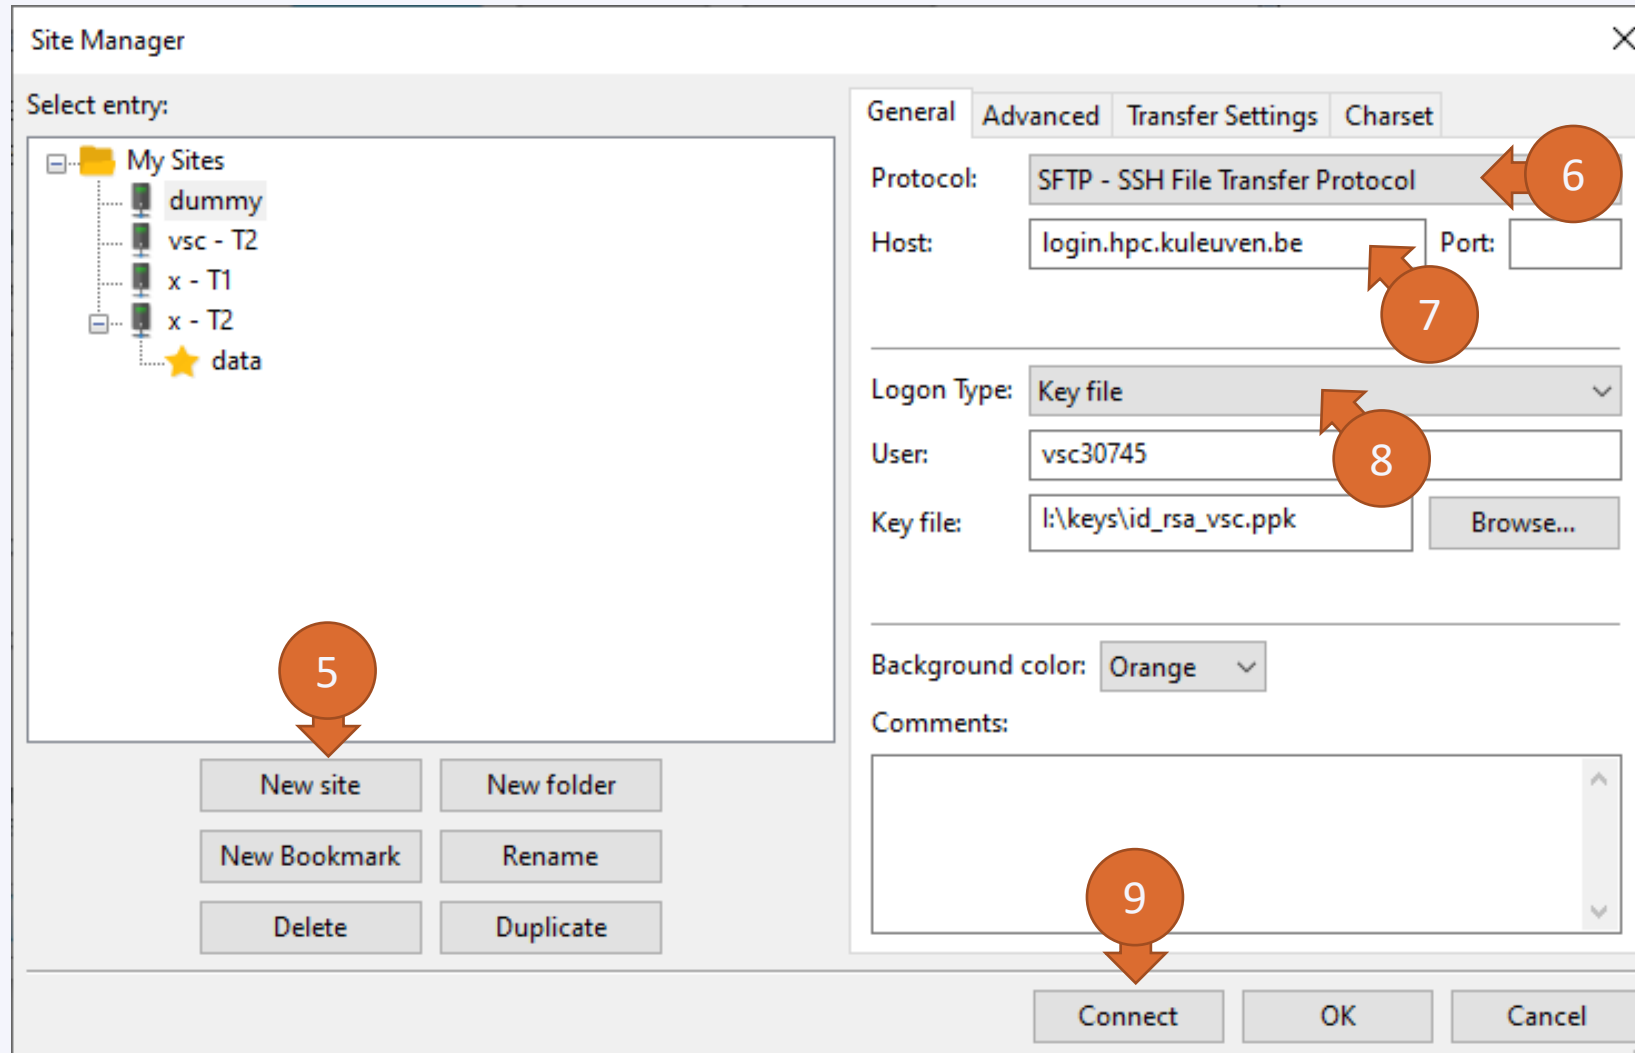 Site Manager
Select entry:
My Sites
dummy
vsc - T2
x - T1
x - T2
data
5
New site
New folder
New Bookmark
Rename
Delete
Duplicate
General
Advanced
Transfer Settings
Charset
Protocol:
SFTP - SSH File Transfer Protocol
6
Host:
login.hpc.kuleuven.be
Port:
7
Logon Type:
Key file
User:
vsc30745
8
Key file:
I:\keys\id_rsa_vsc.ppk
Browse...
Background color:
Orange
Comments:
9
Connect
OK
Cancel